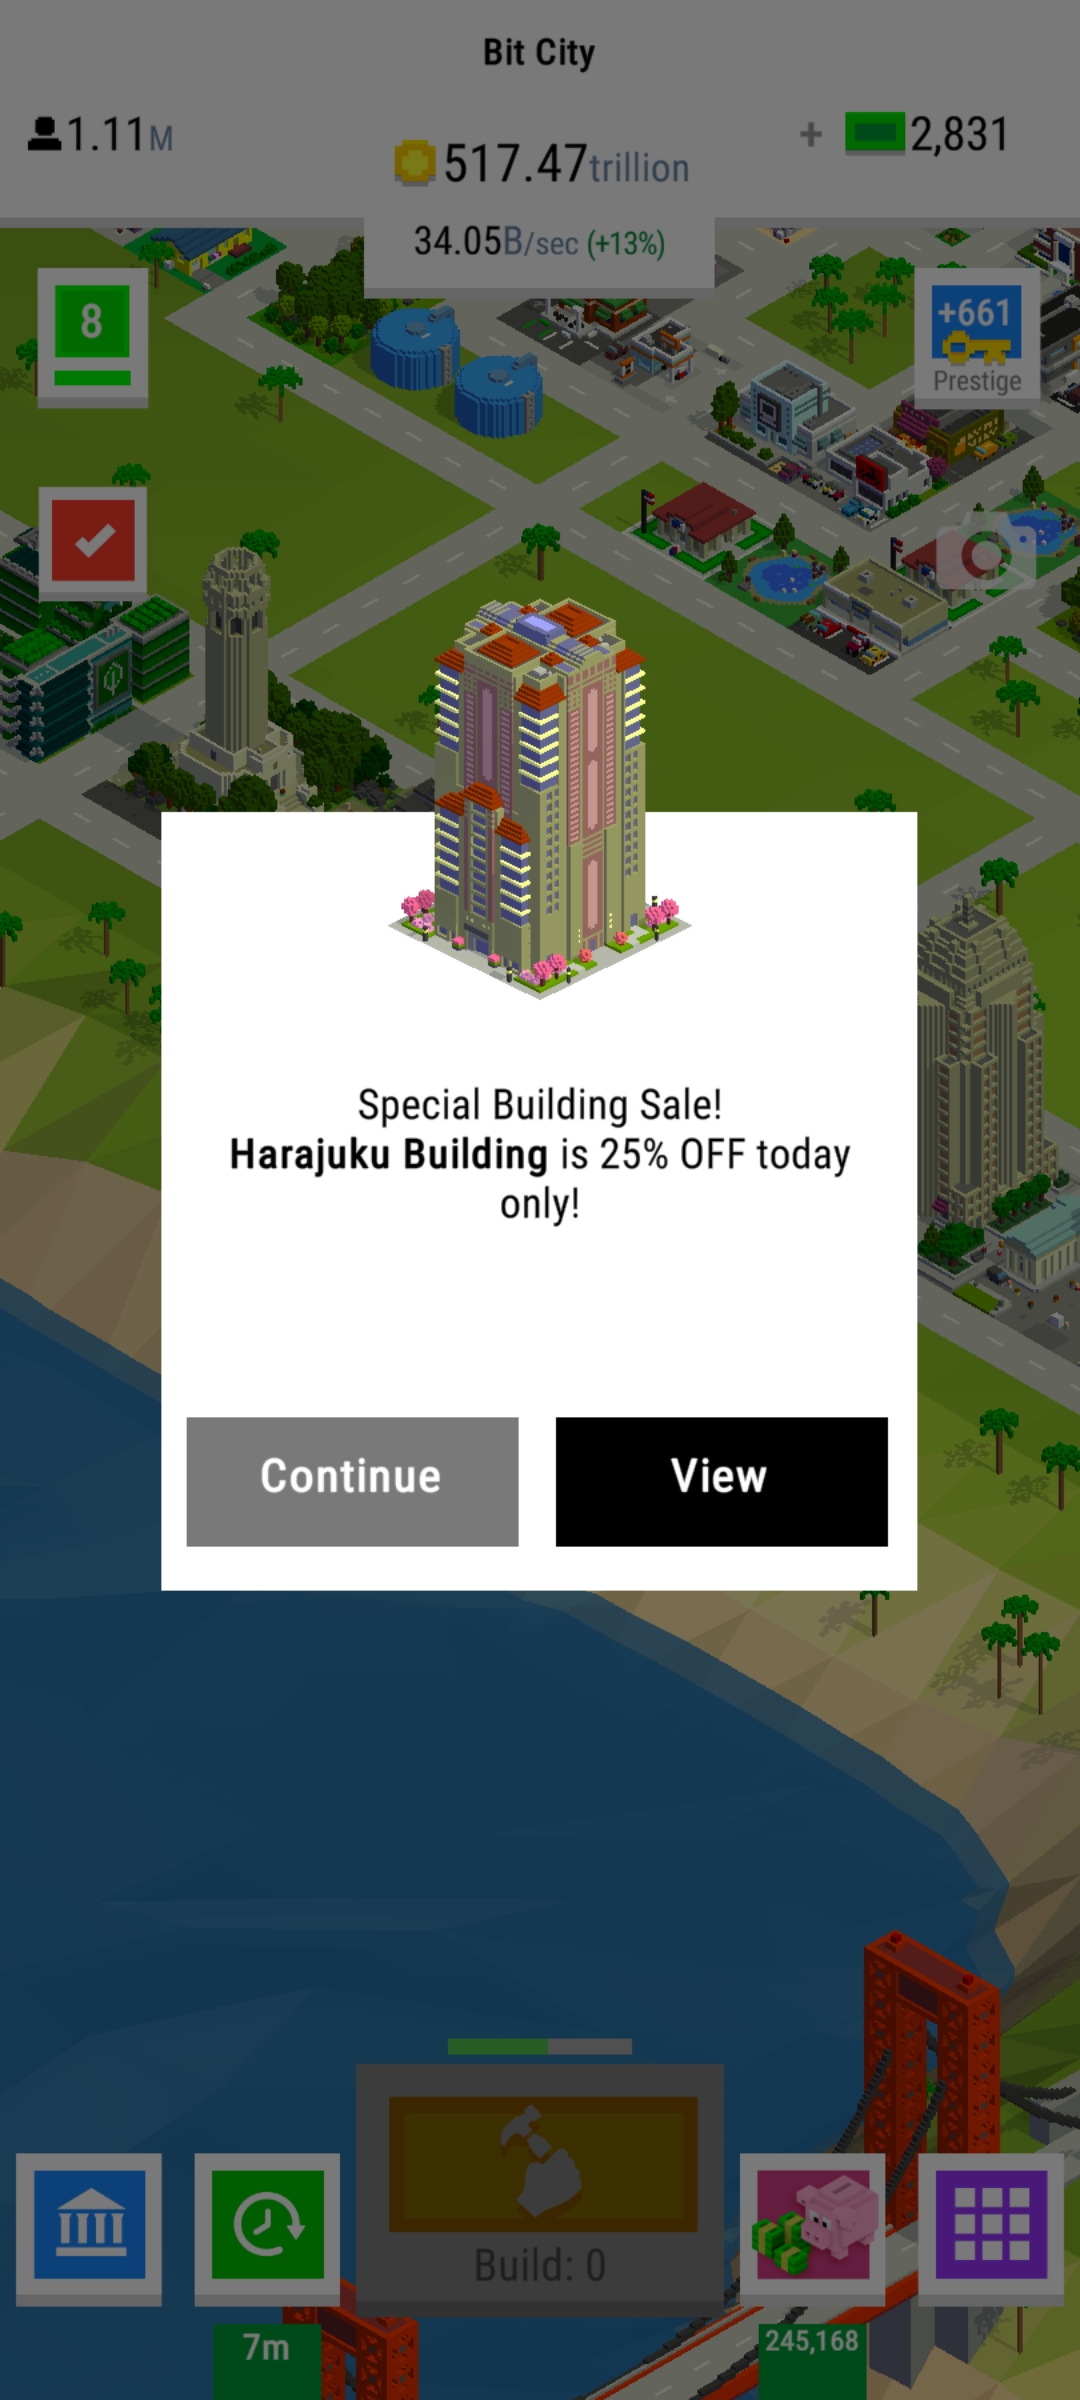 Bit City
1.11M
517.47trillion
+ 2,831
34.05B/sec (+13%)
8
+661
Prestige
Special Building Sale!
Harajuku Building is 25% OFF today
only!
Continue
View
Build: 0
7m
245,168